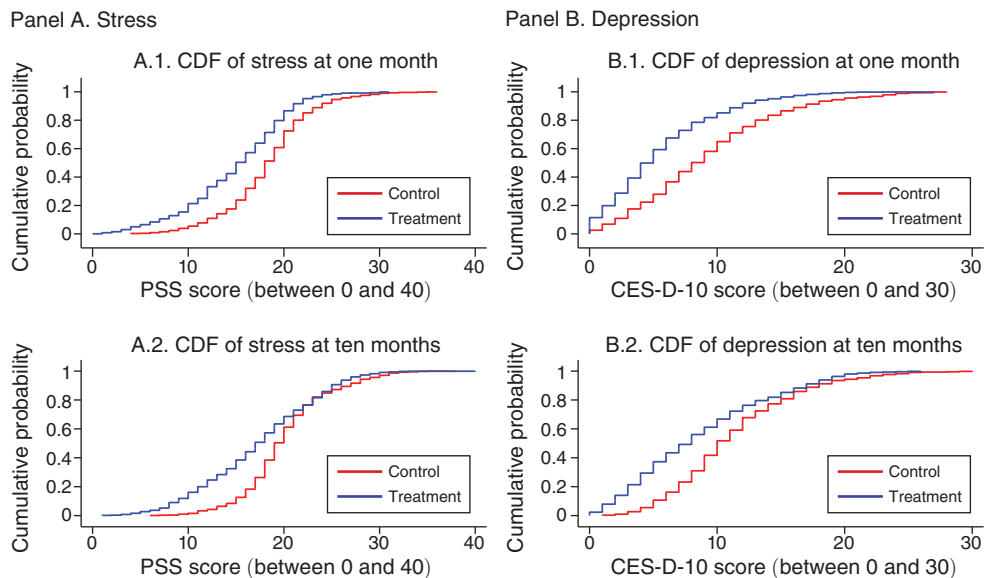 Panel A. Stress
Panel B. Depression
A.1. CDF of stress at one month
Cumulative probability
1
0.8
0.6
0.4
0.2
0
Control
Treatment
0 10 20 30 40
PSS score (between 0 and 40)
B.1. CDF of depression at one month
Cumulative probability
1
0.8
0.6
0.4
0.2
0
Control
Treatment
0 10 20 30
CES-D-10 score (between 0 and 30)
A.2. CDF of stress at ten months
Cumulative probability
1
0.8
0.6
0.4
0.2
0
Control
Treatment
0 10 20 30 40
PSS score (between 0 and 40)
B.2. CDF of depression at ten months
Cumulative probability
1
0.8
0.6
0.4
0.2
0
Control
Treatment
0 10 20 30
CES-D-10 score (between 0 and 30)